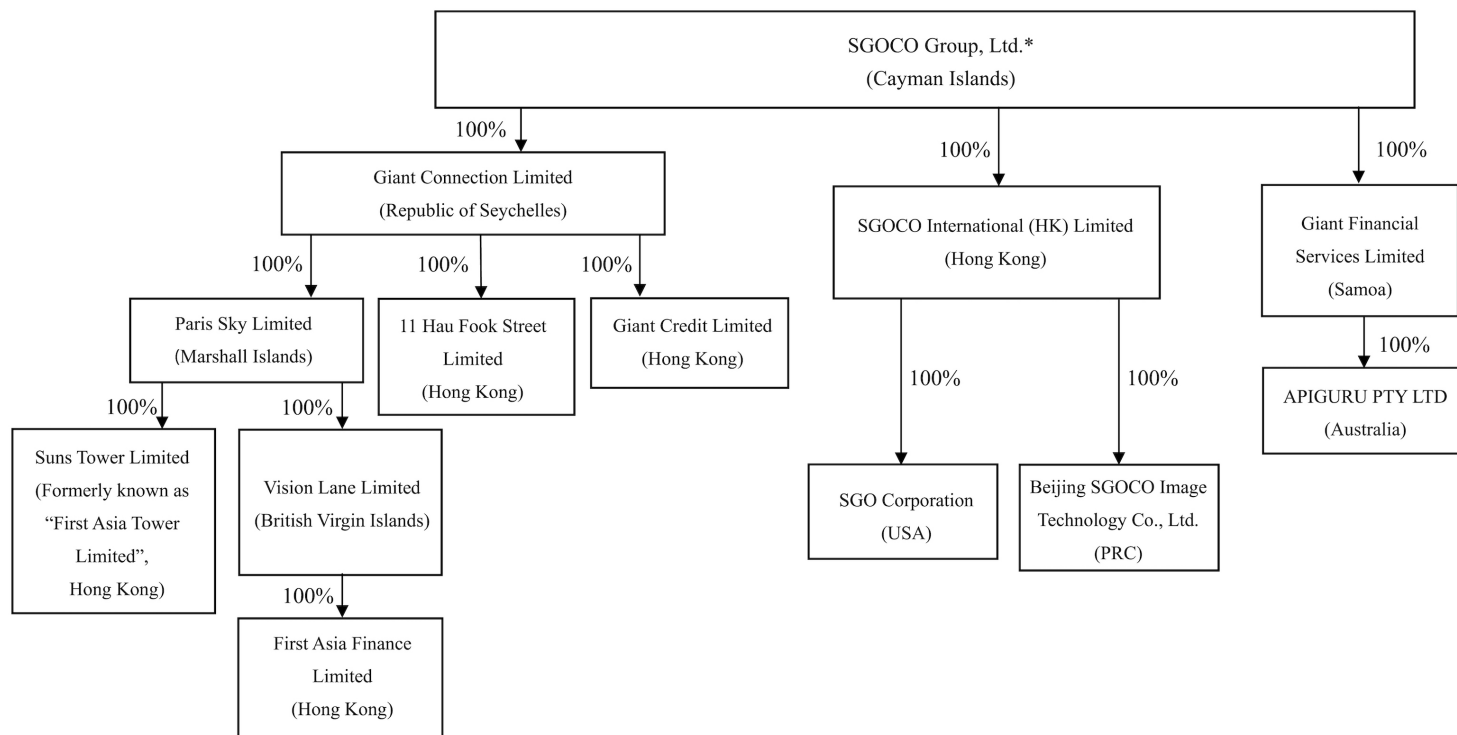 SGOCO Group, Ltd.*
(Cayman Islands)
100%
100%
100%
Giant Connection Limited
(Republic of Seychelles)
SGOCO International (HK) Limited
(Hong Kong)
Giant Financial
Services Limited
(Samoa)
100%
100%
100%
Paris Sky Limited
(Marshall Islands)
11 Hau Fook Street
Limited
(Hong Kong)
Giant Credit Limited
(Hong Kong)
100%
100%
100%
100%
100%
APIGURU PTY LTD
(Australia)
Suns Tower Limited
(Formerly known as
“First Asia Tower
Limited”,
Hong Kong)
Vision Lane Limited
(British Virgin Islands)
SGO Corporation
(USA)
Beijing SGOCO Image
Technology Co., Ltd.
(PRC)
100%
First Asia Finance
Limited
(Hong Kong)